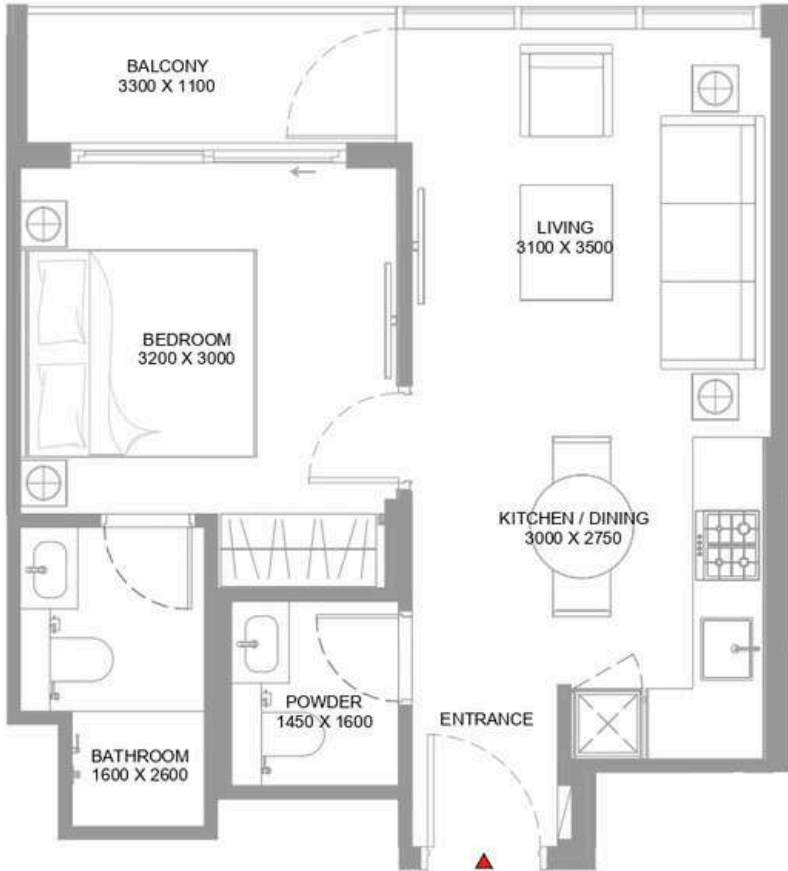 BALCONY
3300 X 1100
LIVING
3100 X 3500
BEDROOM
3200 X 3000
KITCHEN / DINING
3000 X 2750
POWDER
1450 X 1600
ENTRANCE
BATHROOM
1600 X 2600